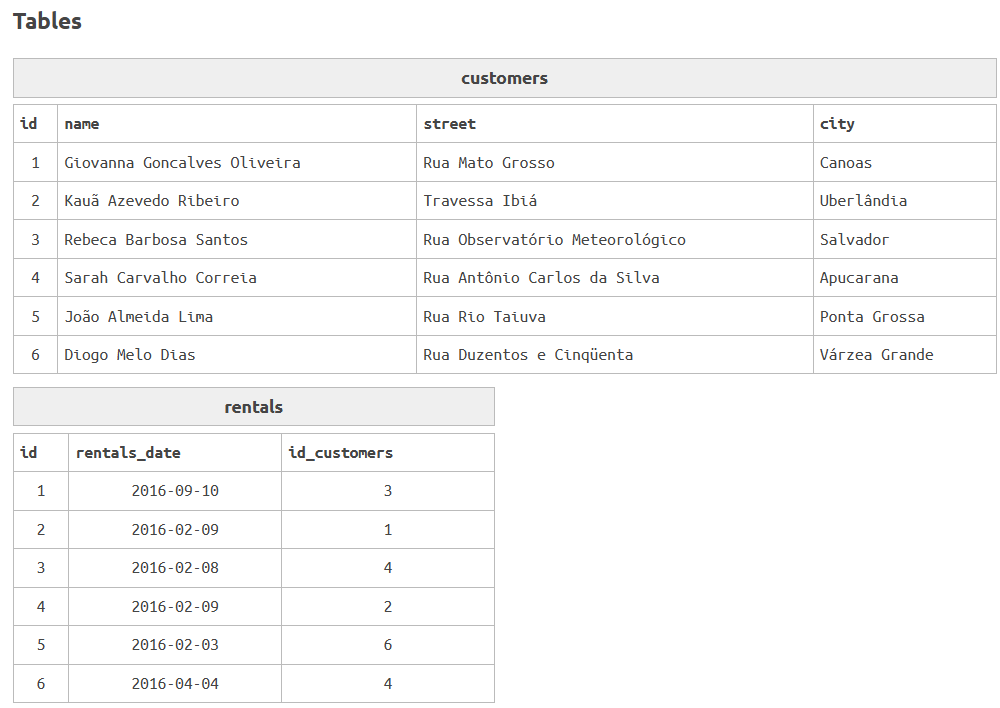 Tables
customers
id name street city
1 Giovanna Goncalves Oliveira Rua Mato Grosso Canoas
2 Kauã Azevedo Ribeiro Travessa Ibiá Uberlândia
3 Rebeca Barbosa Santos Rua Observatório Meteorológico Salvador
4 Sarah Carvalho Correia Rua Antônio Carlos da Silva Apucarana
5 João Almeida Lima Rua Rio Taiuva Ponta Grossa
6 Diogo Melo Dias Rua Duzentos e Cinqüenta Várzea Grande
rentals
id rentals_date id_customers
1 2016-09-10 3
2 2016-02-09 1
3 2016-02-08 4
4 2016-02-09 2
5 2016-02-03 6
6 2016-04-04 4